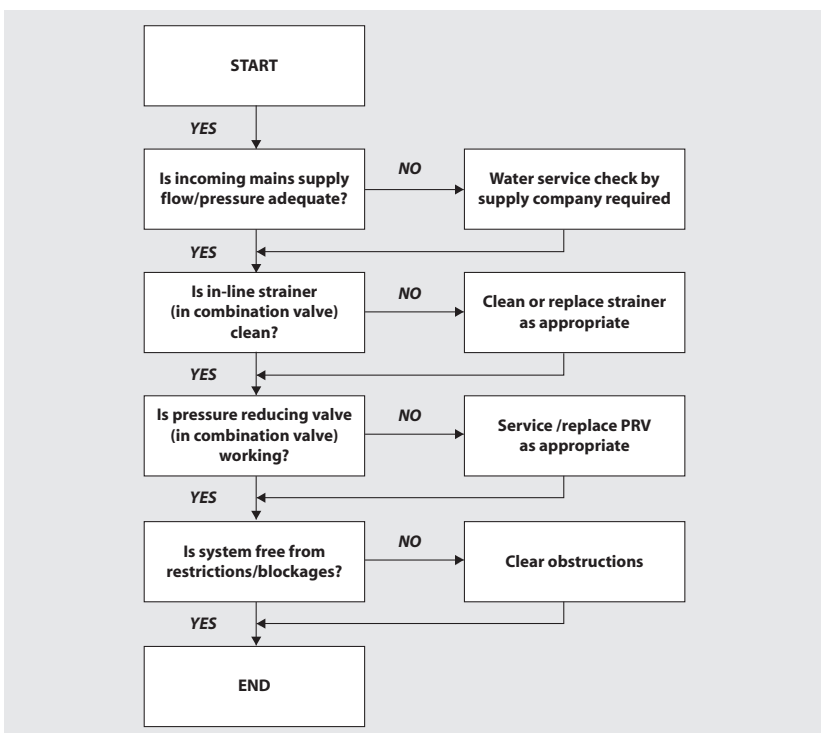 START
YES
Is incoming mains supply
flow/pressure adequate?
NO
Water service check by
supply company required
YES
Is in-line strainer
(in combination valve)
clean?
NO
Clean or replace strainer
as appropriate
YES
Is pressure reducing valve
(in combination valve)
working?
NO
Service /replace PRV
as appropriate
YES
Is system free from
restrictions/blockages?
NO
Clear obstructions
YES
END